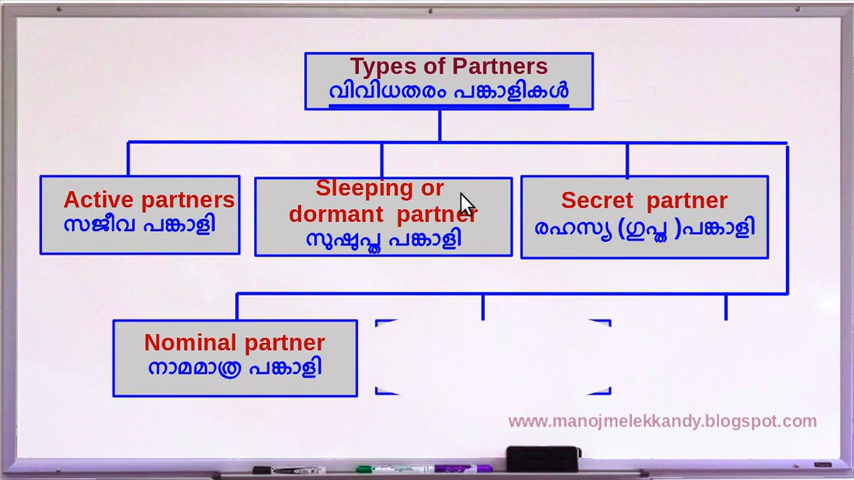 Types of Partners
വിവിധതരം പങ്കാളികൾ
Active partners
സജീവ പങ്കാളി
Sleeping or
dormant partner
സുഷുപ്ത പങ്കാളി
Secret partner
രഹസ്യ (ഗുപ്ത )പങ്കാളി
Nominal partner
നാമമാത്ര പങ്കാളി
www.manojmelekkandy.blogspot.com